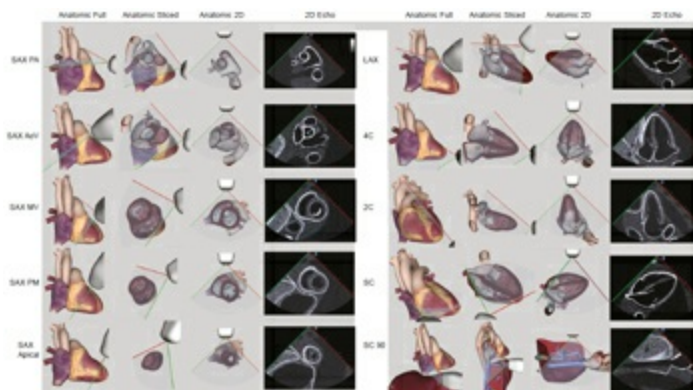 Anatomic Full Anatomic Sliced Anatomic 2D 2D Echo
SAX PA
SAX AoV
SAX MV
SAX PM
SAX
Apical
Anatomic Full Anatomic Sliced Anatomic 2D 2D Echo
LAX
4C
2C
SC
SC 90